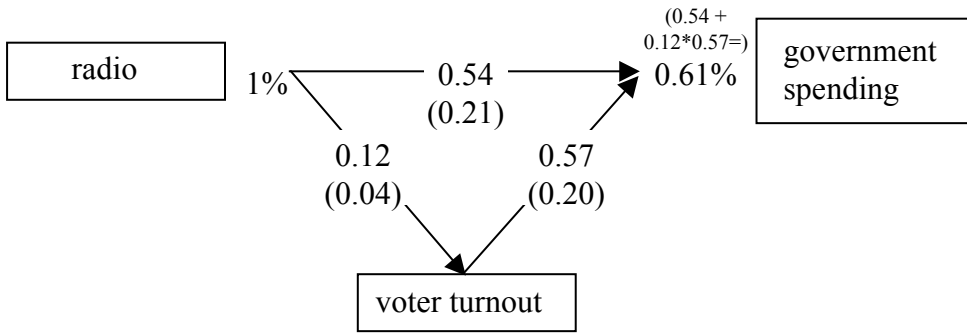 radio
1%
0.54
(0.21)
(0.54 +
0.12*0.57=)
0.61%
government
spending
0.12
(0.04)
0.57
(0.20)
voter turnout